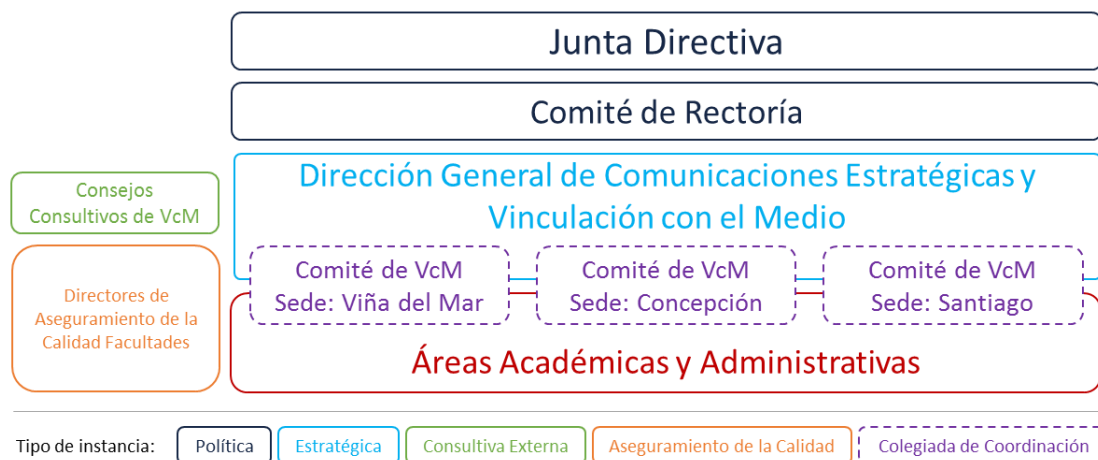 Junta Directiva
Comité de Rectoría
Dirección General de Comunicaciones Estratégicas y
Vinculación con el Medio
Consejos
Consultivos de VcM
Comité de VcM
Sede: Viña del Mar
Comité de VcM
Sede: Concepción
Comité de VcM
Sede: Santiago
Directores de
Aseguramiento de la
Calidad Facultades
Áreas Académicas y Administrativas
Tipo de instancia:
Política
Estratégica
Consultiva Externa
Aseguramiento de la Calidad
Colegiada de Coordinación